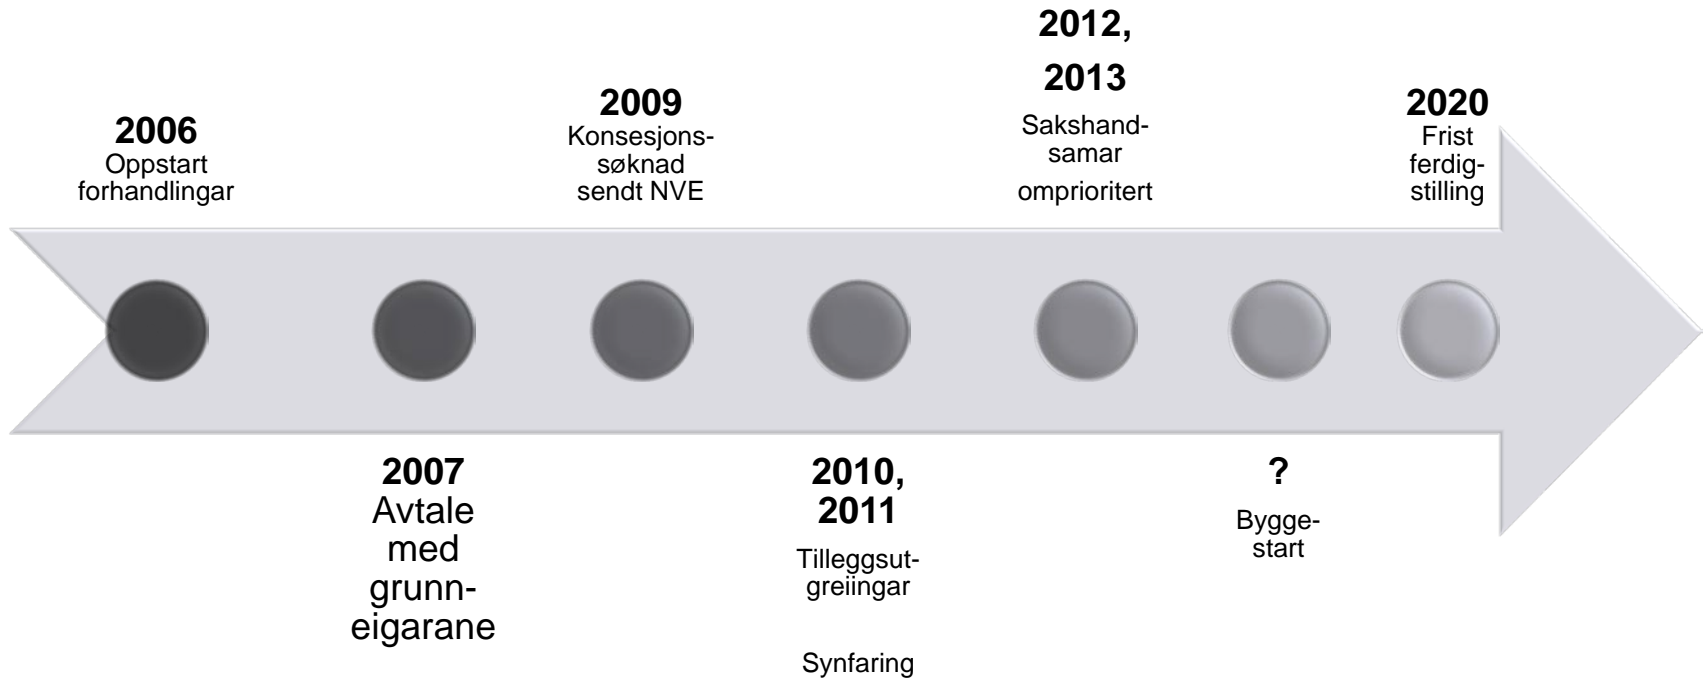 2006
Oppstart
forhandlingar
2007
Avtale
med
grunn-
eigarane
2009
Konsesjons-
søknad
sendt NVE
2010,
2011
Tilleggsut-
greiingar
Synfaring
2012,
2013
Sakshand-
samar
omprioritert
?
Bygge-
start
2020
Frist
ferdig-
stilling